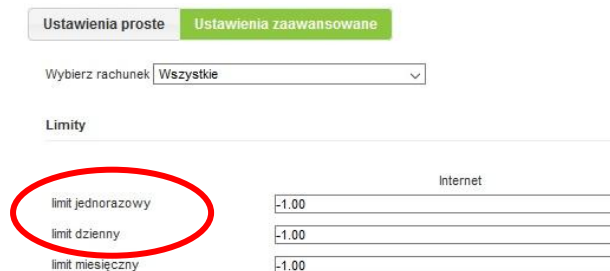 Ustawienia proste Ustawienia zaawansowane
Wybierz rachunek Wszystkie
Limity
Internet
limit jednorazowy -1.00
limit dzienny -1.00
limit miesięczny -1.00